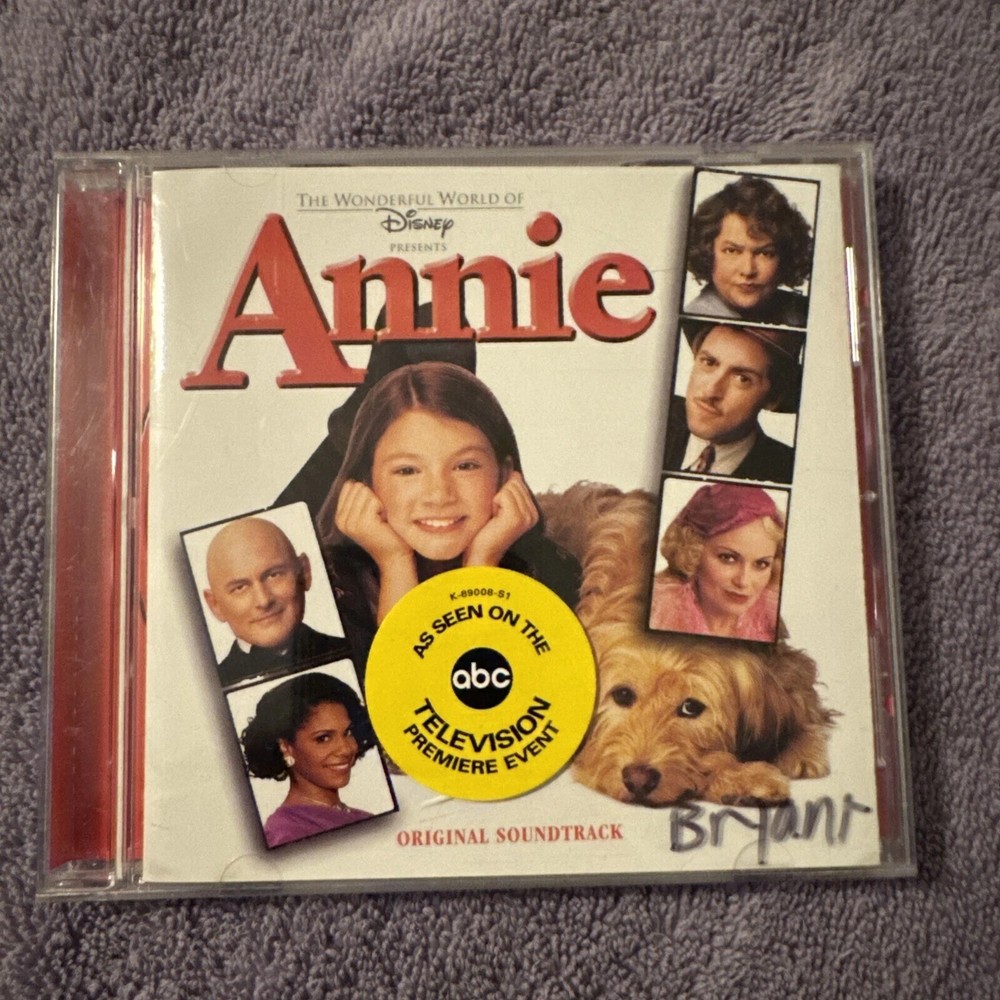 THE WONDERFUL WORLD OF
Disney
PRESENTS
Annie
K-89008-S1
AS SEEN ON THE
abc
TELEVISION
PREMIERE EVENT
ORIGINAL SOUNDTRACK
Bryant